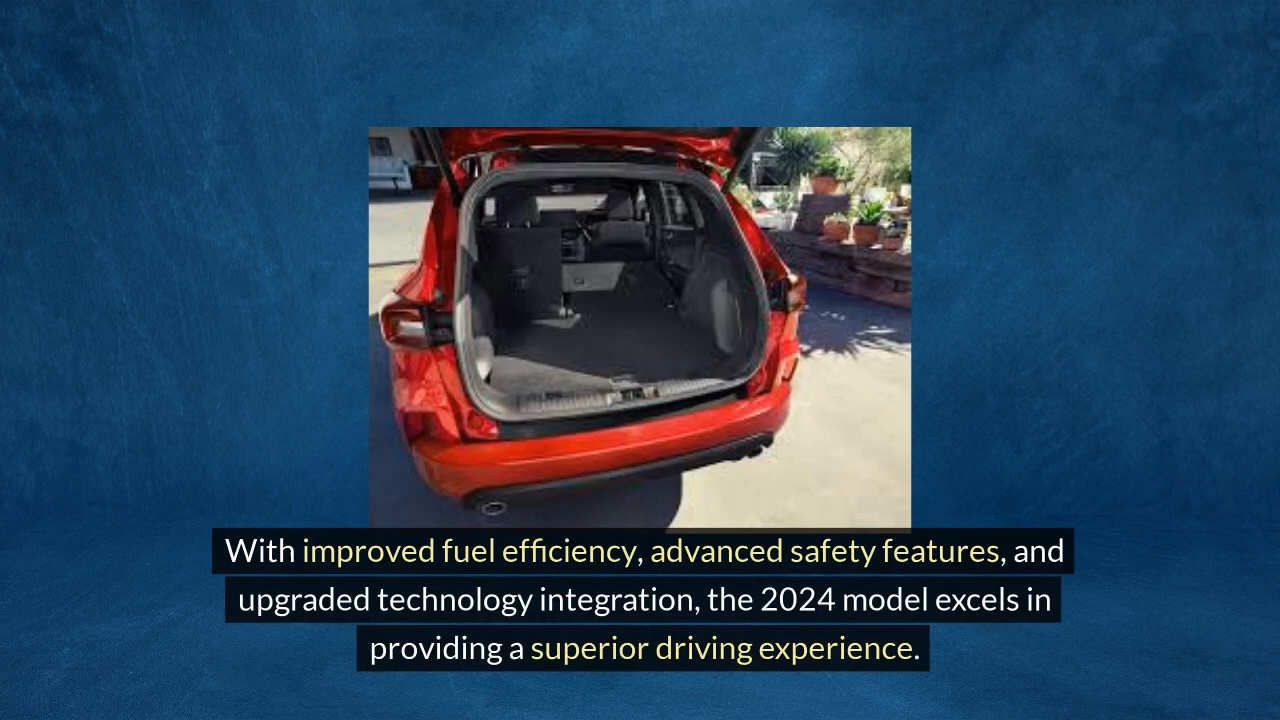 With improved fuel efficiency, advanced safety features, and
upgraded technology integration, the 2024 model excels in
providing a superior driving experience.